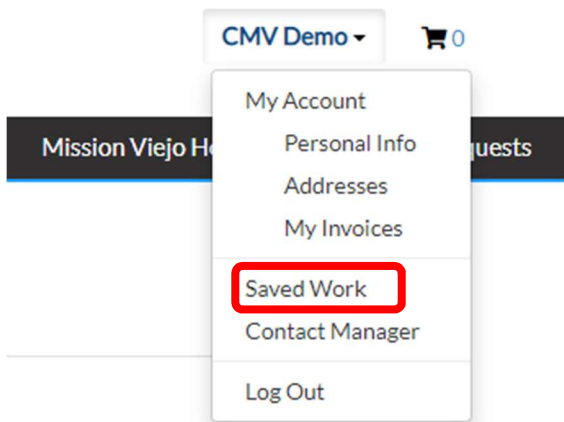 CMV Demo 0
My Account
Mission Viejo H Personal Info quests
Addresses
My Invoices
Saved Work
Contact Manager
Log Out